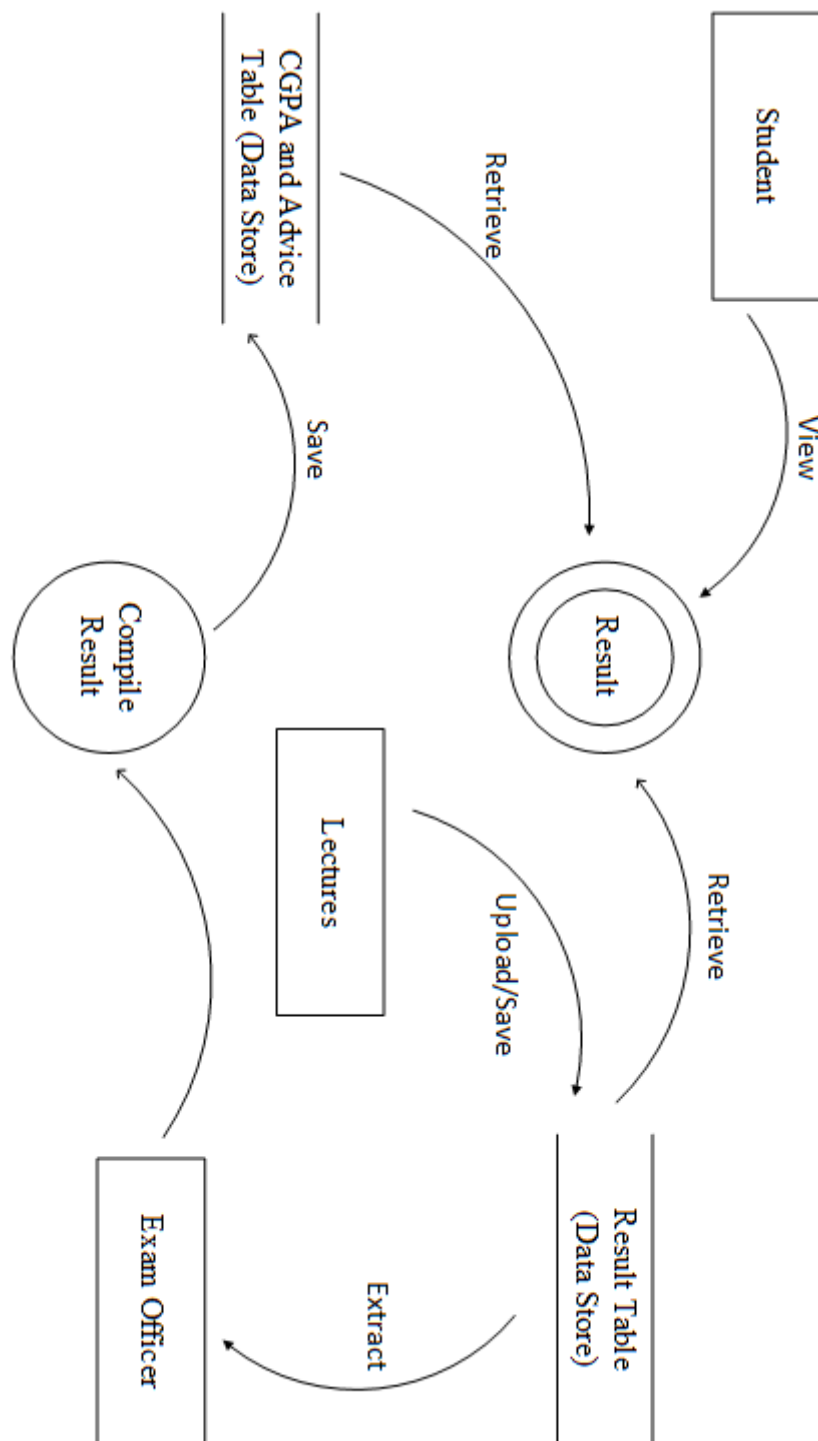 Student
View
Retrieve
CGPA and Advice
Table (Data Store)
Save
Result
Compile
Result
Lectures
Upload/Save
Retrieve
Result Table
(Data Store)
Extract
Exam Officer